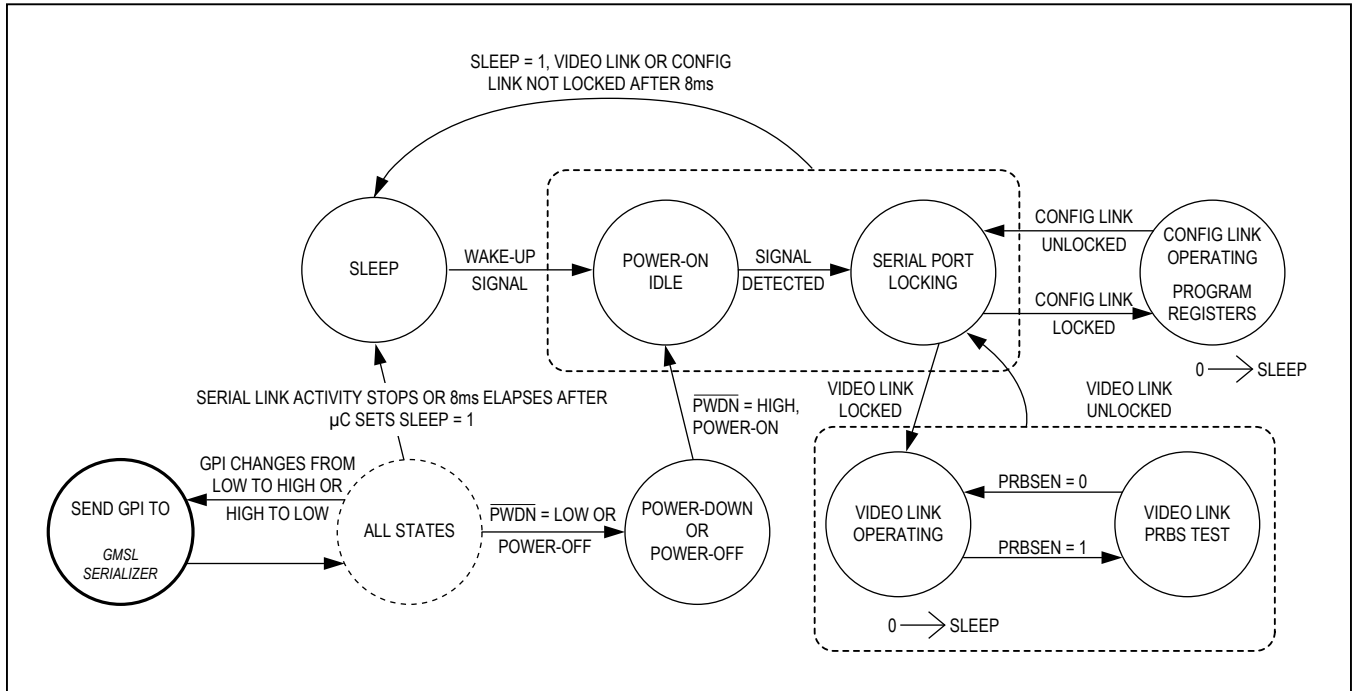 SLEEP = 1, VIDEO LINK OR CONFIG
LINK NOT LOCKED AFTER 8ms
SLEEP
WAKE-UP
SIGNAL
POWER-ON
IDLE
SIGNAL
DETECTED
SERIAL PORT
LOCKING
CONFIG LINK
UNLOCKED
CONFIG LINK
LOCKED
CONFIG LINK
OPERATING
PROGRAM
REGISTERS
0 → SLEEP
SERIAL LINK ACTIVITY STOPS OR 8ms ELAPSES AFTER
µC SETS SLEEP = 1
PWDN = HIGH,
POWER-ON
VIDEO LINK
LOCKED
VIDEO LINK
UNLOCKED
SEND GPI TO
GMSL
SERIALIZER
GPI CHANGES FROM
LOW TO HIGH OR
HIGH TO LOW
ALL STATES
PWDN = LOW OR
POWER-OFF
POWER-DOWN
OR
POWER-OFF
VIDEO LINK
OPERATING
PRBSEN = 0
PRBSEN = 1
VIDEO LINK
PRBS TEST
0 → SLEEP